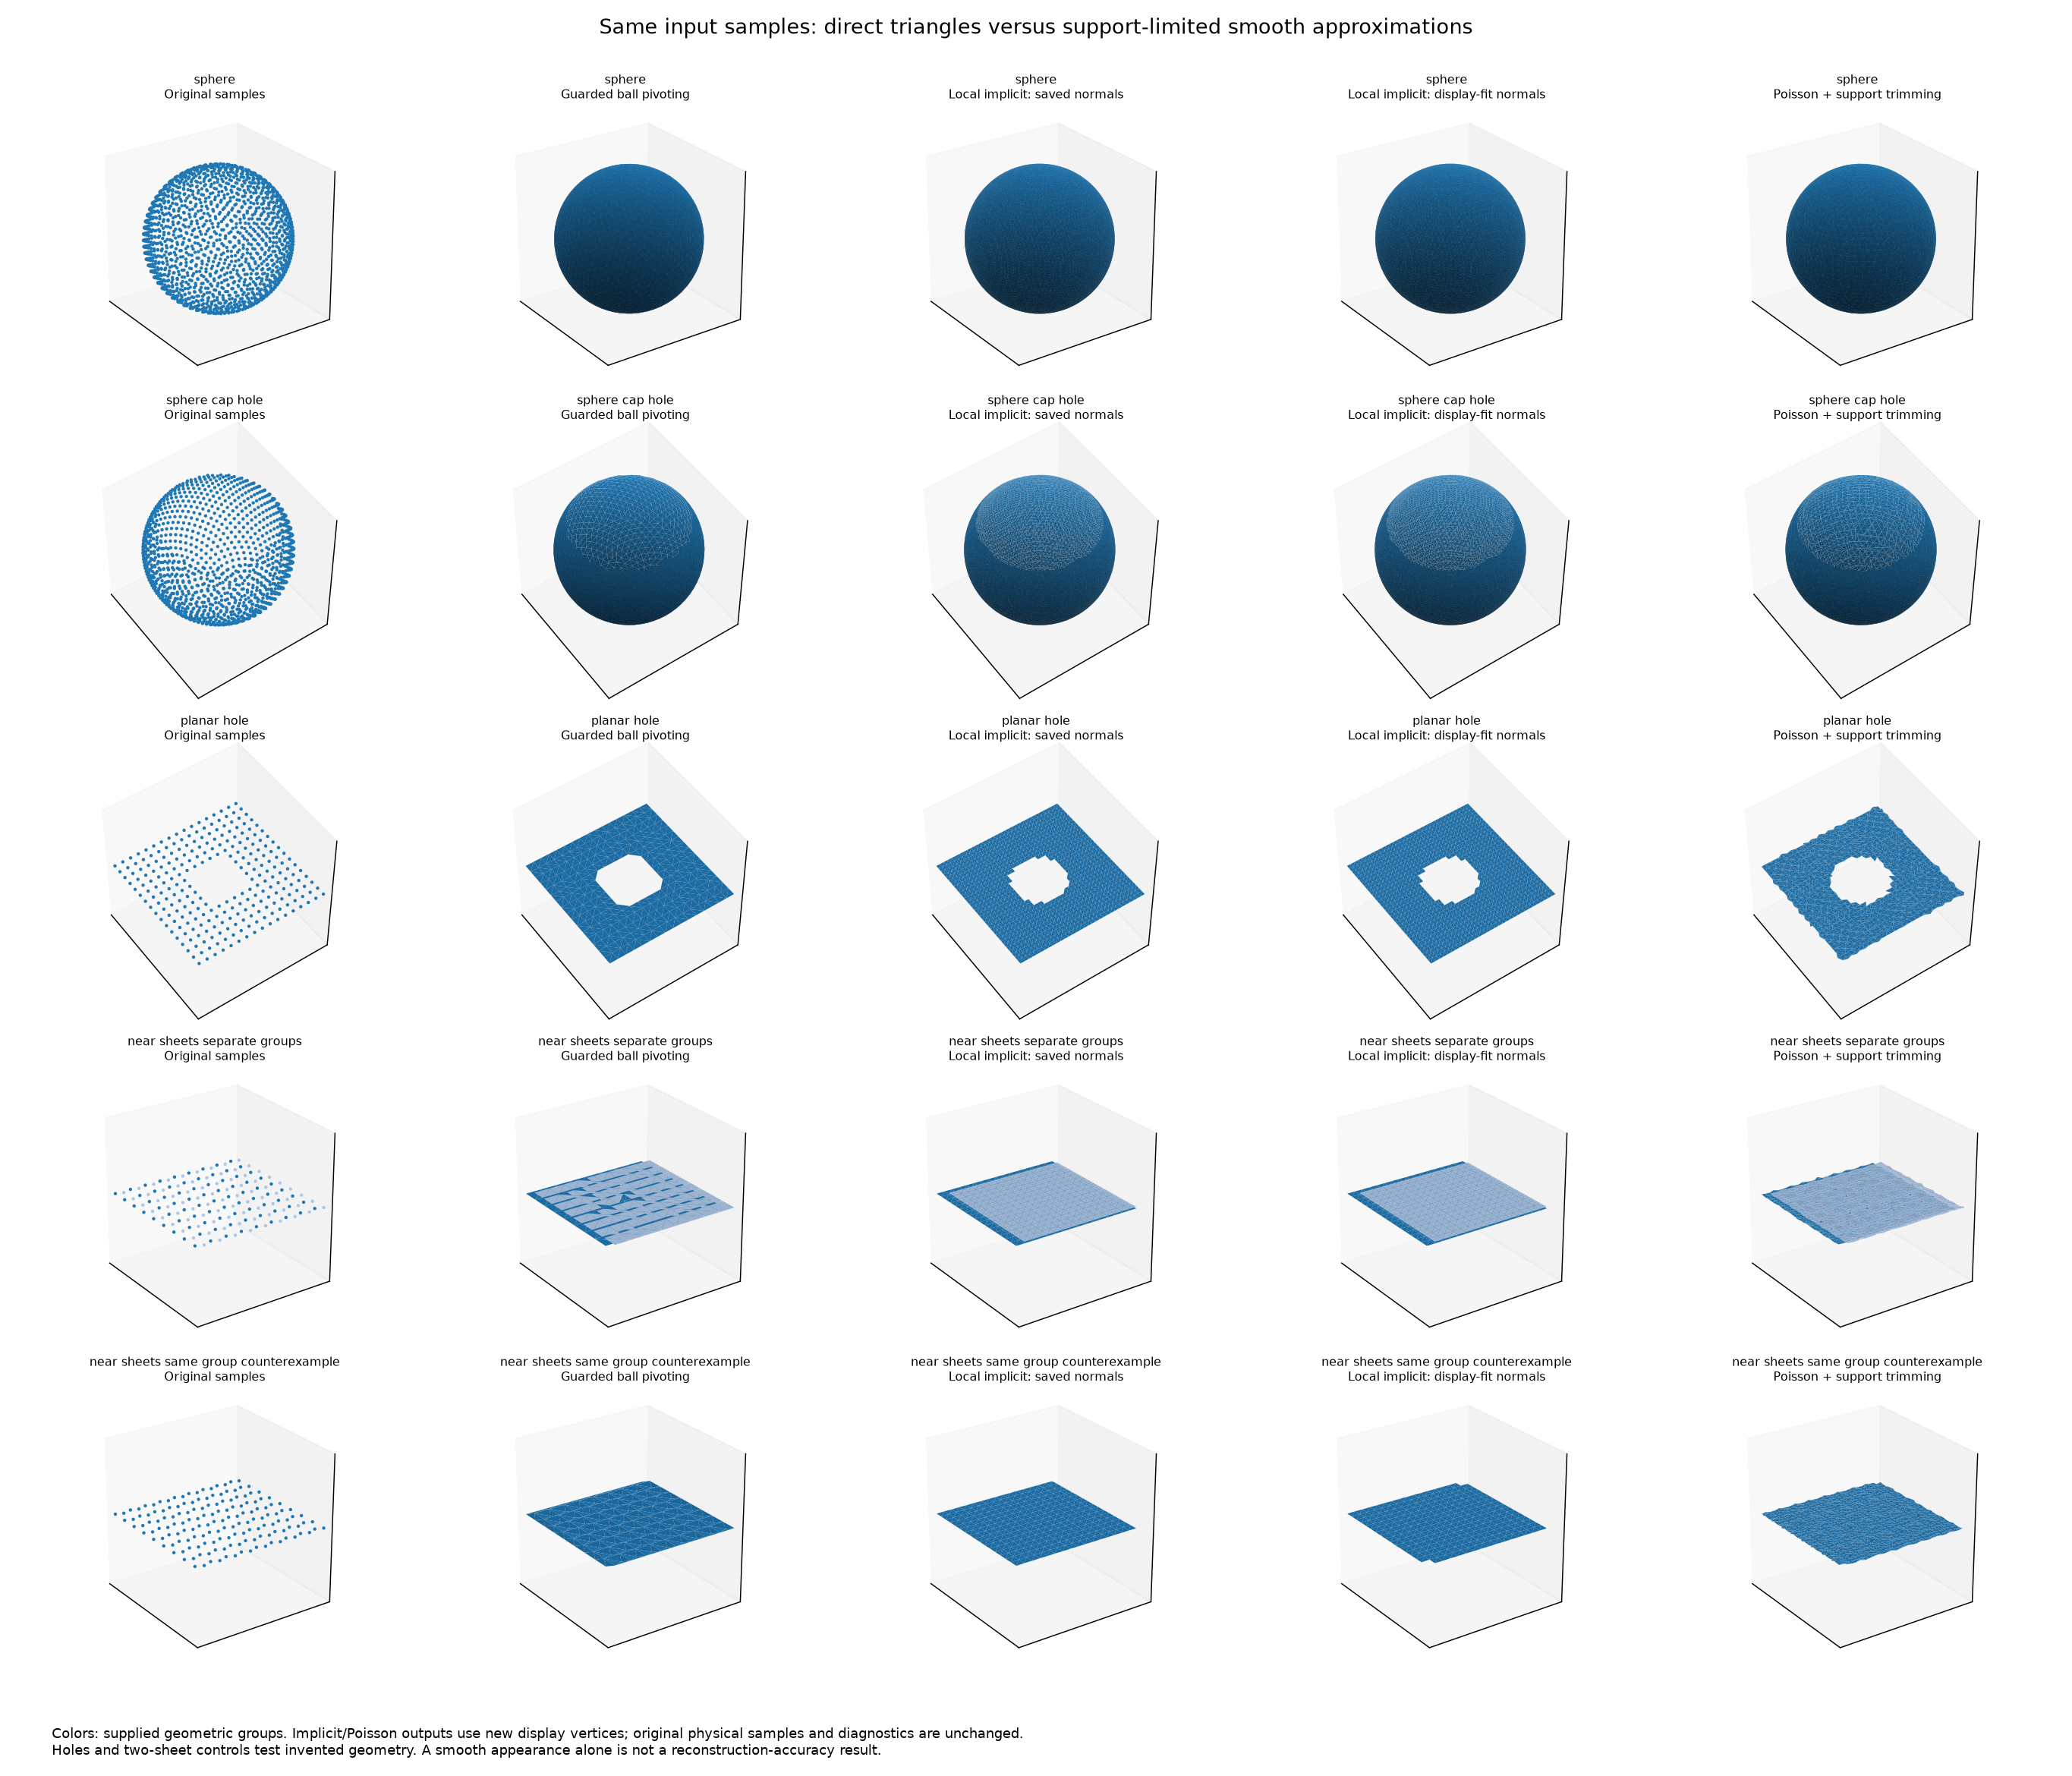 Same input samples: direct triangles versus support-limited smooth approximations
sphere
Original samples
sphere
Guarded ball pivoting
sphere
Local implicit: saved normals
sphere
Local implicit: display-fit normals
sphere
Poisson + support trimming
sphere cap hole
Original samples
sphere cap hole
Guarded ball pivoting
sphere cap hole
Local implicit: saved normals
sphere cap hole
Local implicit: display-fit normals
sphere cap hole
Poisson + support trimming
planar hole
Original samples
planar hole
Guarded ball pivoting
planar hole
Local implicit: saved normals
planar hole
Local implicit: display-fit normals
planar hole
Poisson + support trimming
near sheets separate groups
Original samples
near sheets separate groups
Guarded ball pivoting
near sheets separate groups
Local implicit: saved normals
near sheets separate groups
Local implicit: display-fit normals
near sheets separate groups
Poisson + support trimming
near sheets same group counterexample
Original samples
near sheets same group counterexample
Guarded ball pivoting
near sheets same group counterexample
Local implicit: saved normals
near sheets same group counterexample
Local implicit: display-fit normals
near sheets same group counterexample
Poisson + support trimming
Colors: supplied geometric groups. Implicit/Poisson outputs use new display vertices; original physical samples and diagnostics are unchanged.
Holes and two-sheet controls test invented geometry. A smooth appearance alone is not a reconstruction-accuracy result.